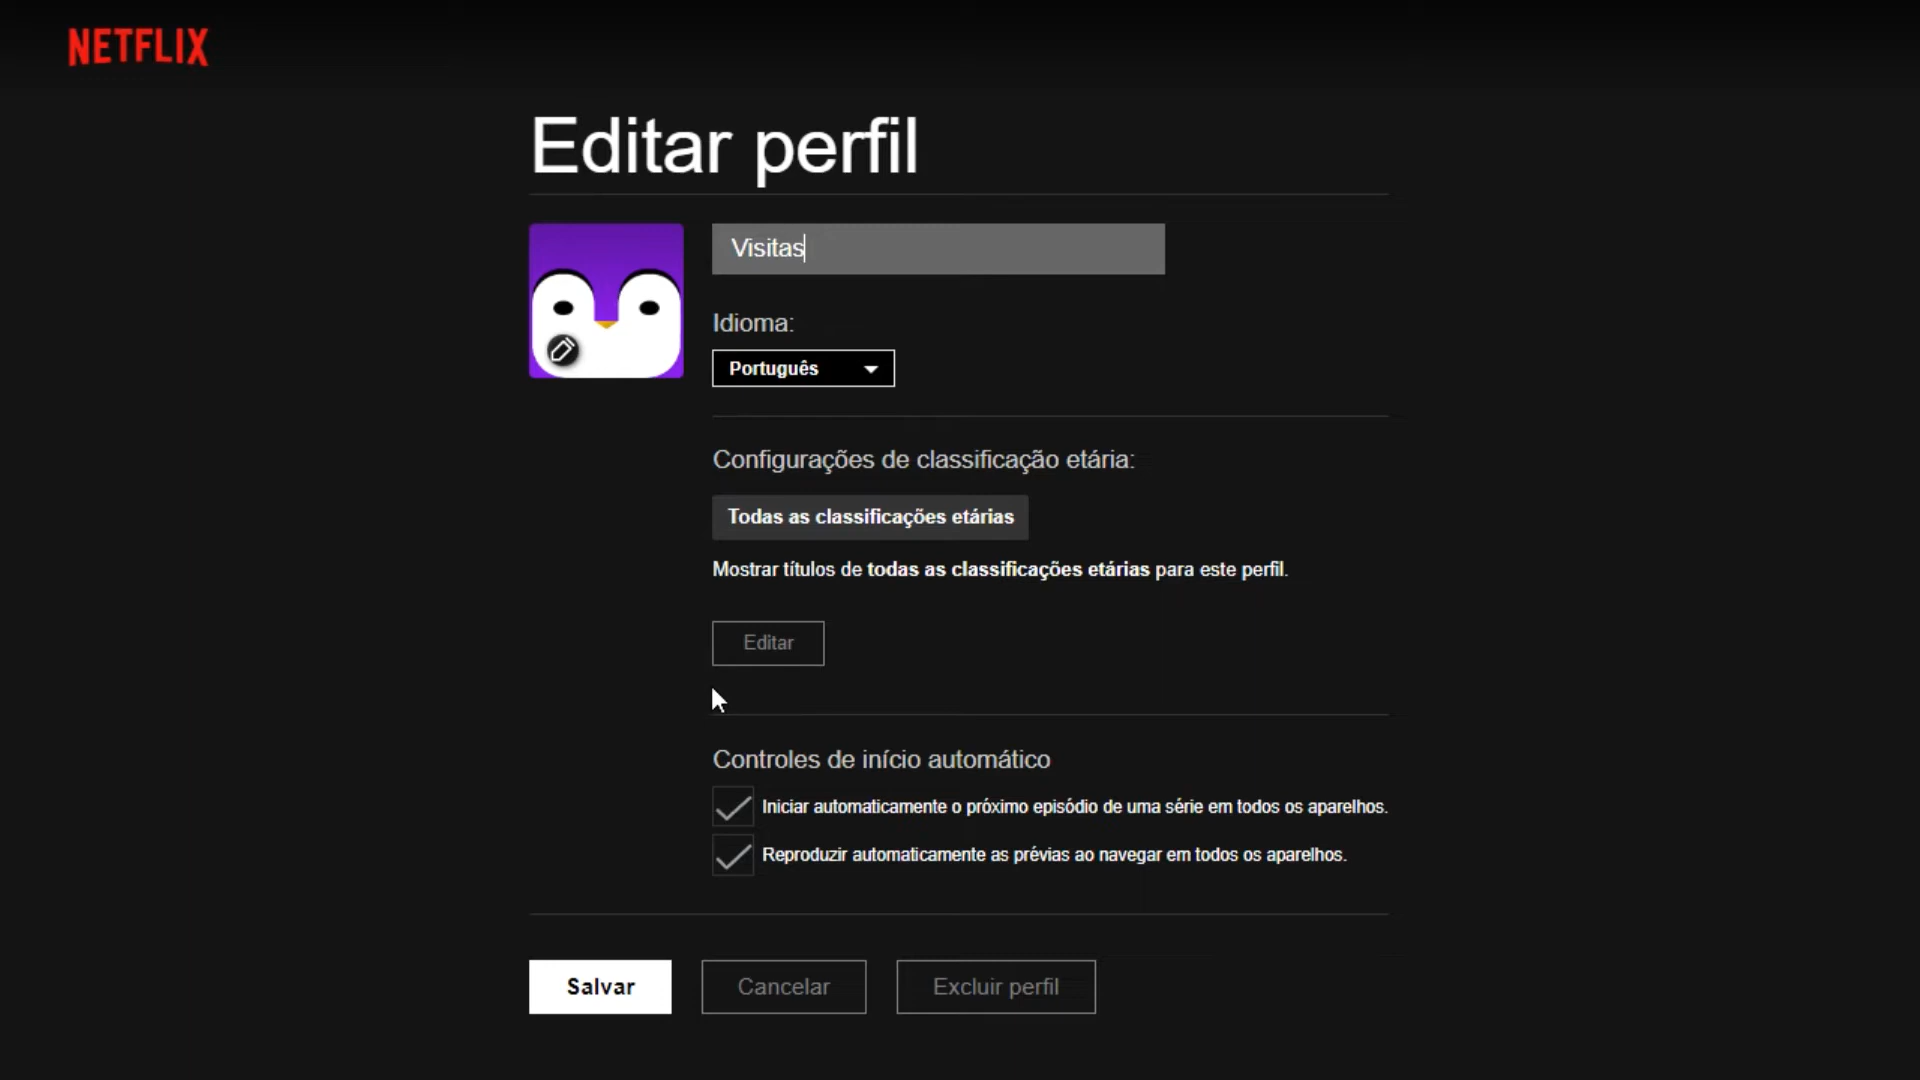 NETFLIX
Editar perfil
Visitas
Idioma:
Português
Configurações de classificação etária:
Todas as classificações etárias
Mostrar títulos de todas as classificações etárias para este perfil.
Editar
Controles de início automático
Iniciar automaticamente o próximo episódio de uma série em todos os aparelhos.
Reproduzir automaticamente as prévias ao navegar em todos os aparelhos.
Salvar
Cancelar
Excluir perfil